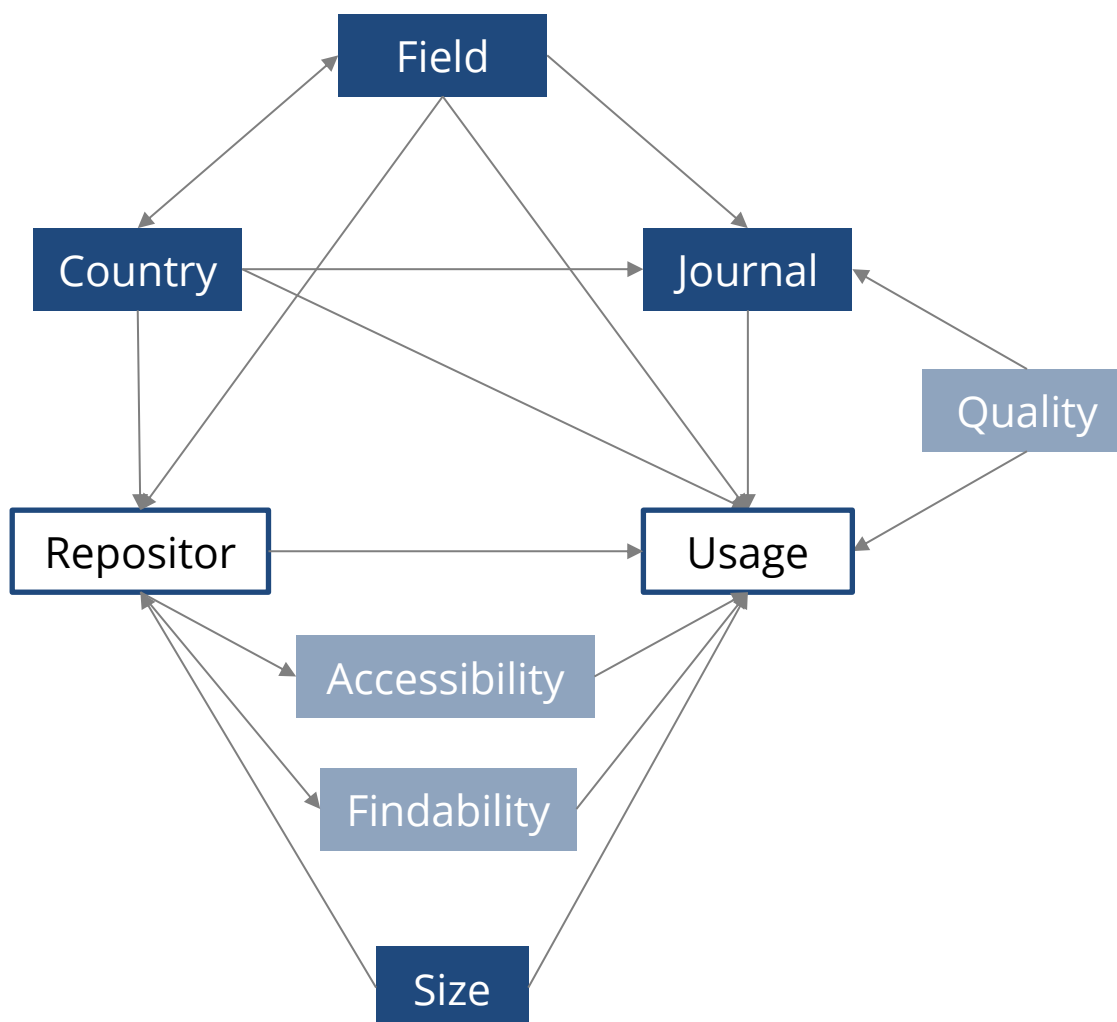 Field
Country
Journal
Quality
Repositor
Usage
Accessibility
Findability
Size